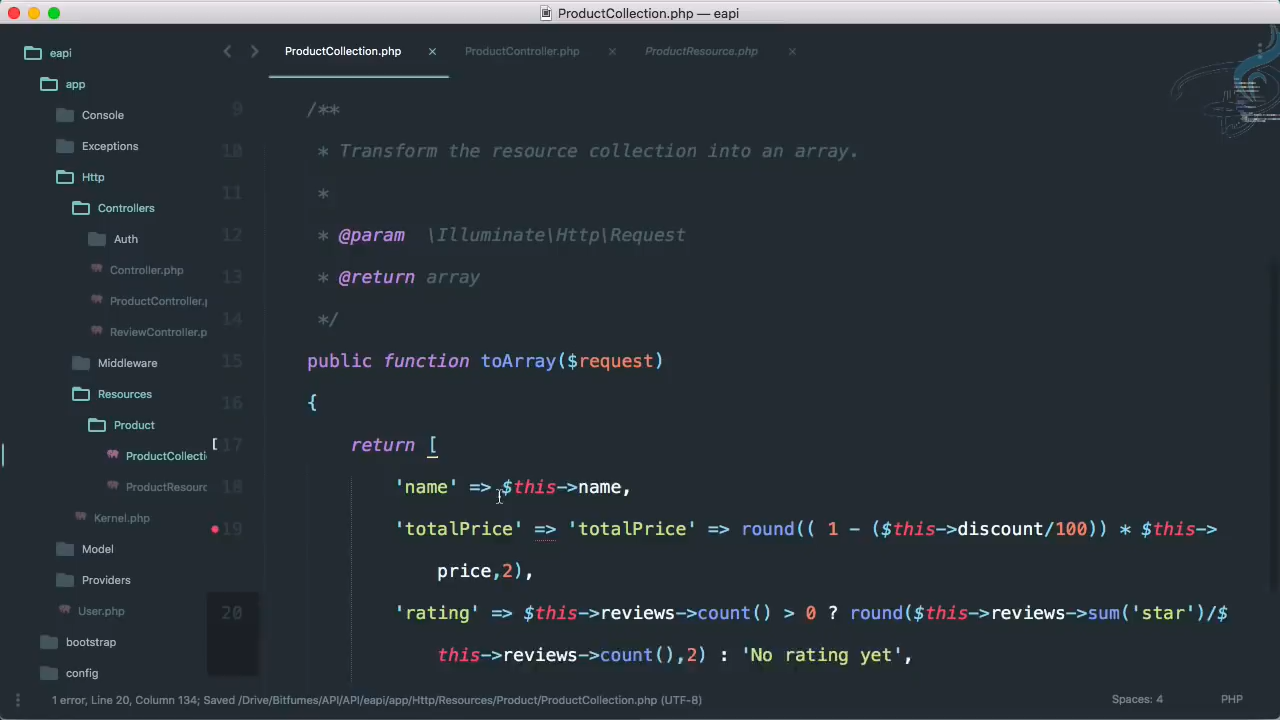 ProductCollection.php — eapi
eapi
app
Console
Exceptions
Http
Controllers
Auth
Controller.php
ProductController.p
ReviewController.p
Middleware
Resources
Product
ProductCollecti
ProductResourc
Kernel.php
Model
Providers
User.php
bootstrap
config
ProductCollection.php
ProductController.php
ProductResource.php
9 /**
10 * Transform the resource collection into an array.
11 *
12 * @param \Illuminate\Http\Request
13 * @return array
14 */
15 public function toArray($request)
16 {
17 return [
18 'name' => $this->name,
19 'totalPrice' => 'totalPrice' => round(( 1 - ($this->discount/100)) * $this->
price,2),
20 'rating' => $this->reviews->count() > 0 ? round($this->reviews->sum('star')/$
this->reviews->count(),2) : 'No rating yet',
1 error, Line 20, Column 134; Saved /Drive/Bitfumes/API/API/eapi/app/Http/Resources/Product/ProductCollection.php (UTF-8)
Spaces: 4
PHP